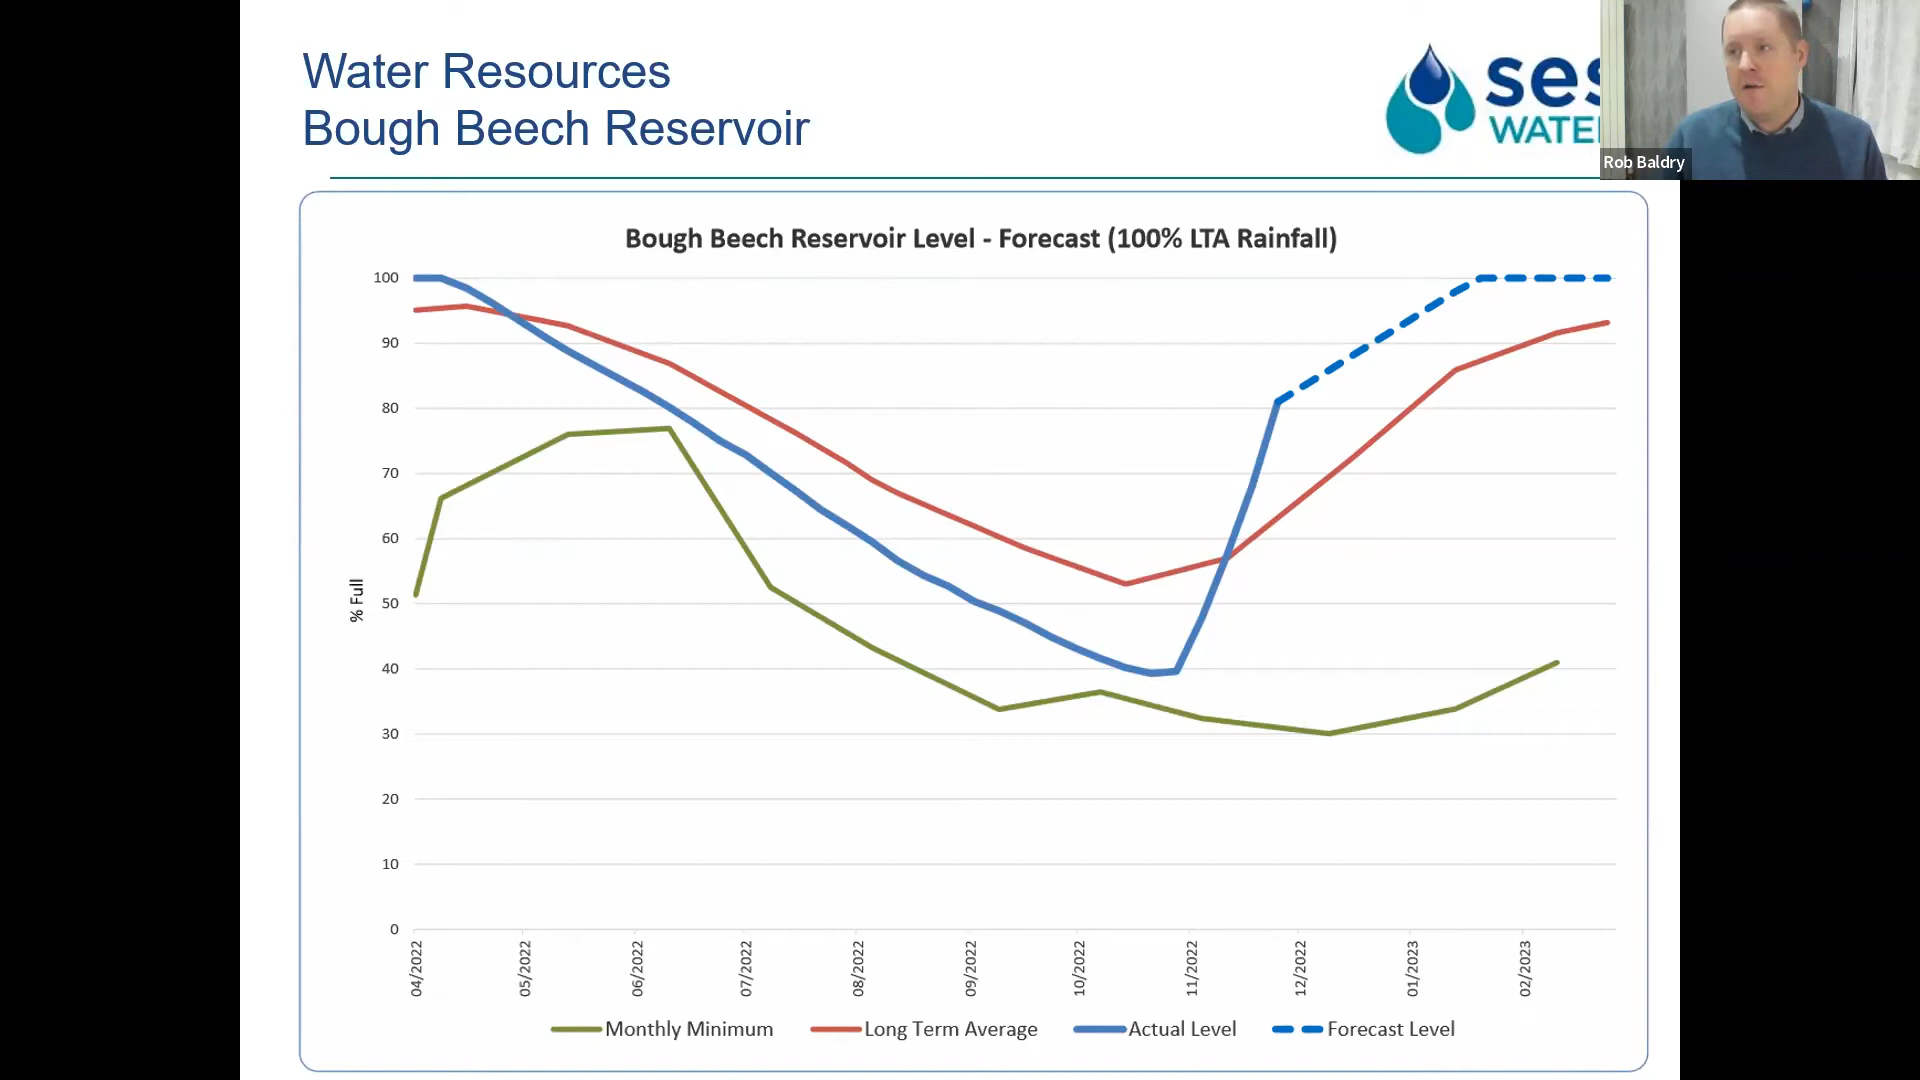 Water Resources
Bough Beech Reservoir
ses
WATE
Rob Baldry
Bough Beech Reservoir Level - Forecast (100% LTA Rainfall)
100
90
80
70
60
50
40
30
20
10
0
% Full
04/2022
05/2022
06/2022
07/2022
08/2022
09/2022
10/2022
11/2022
12/2022
01/2023
02/2023
Monthly Minimum
Long Term Average
Actual Level
Forecast Level